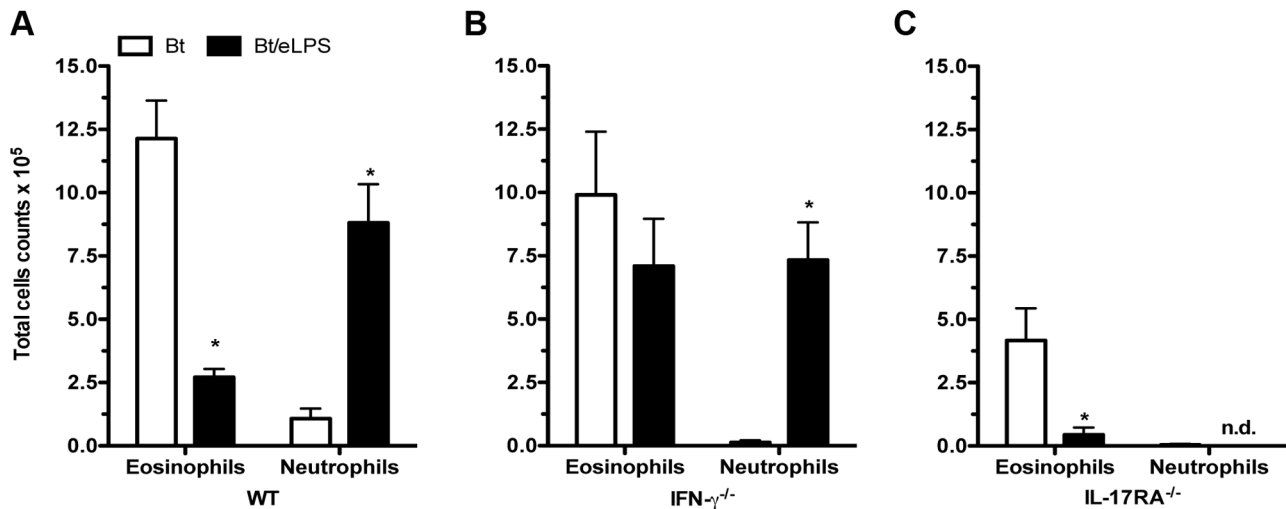 A
Bt
Bt/eLPS
Total cells counts x 10⁵
15.0
12.5
10.0
7.5
5.0
2.5
0.0
*
*
Eosinophils Neutrophils
WT
B
15.0
12.5
10.0
7.5
5.0
2.5
0.0
*
Eosinophils Neutrophils
IFN-γ⁻/⁻
C
15.0
12.5
10.0
7.5
5.0
2.5
0.0
*
n.d.
Eosinophils Neutrophils
IL-17RA⁻/⁻